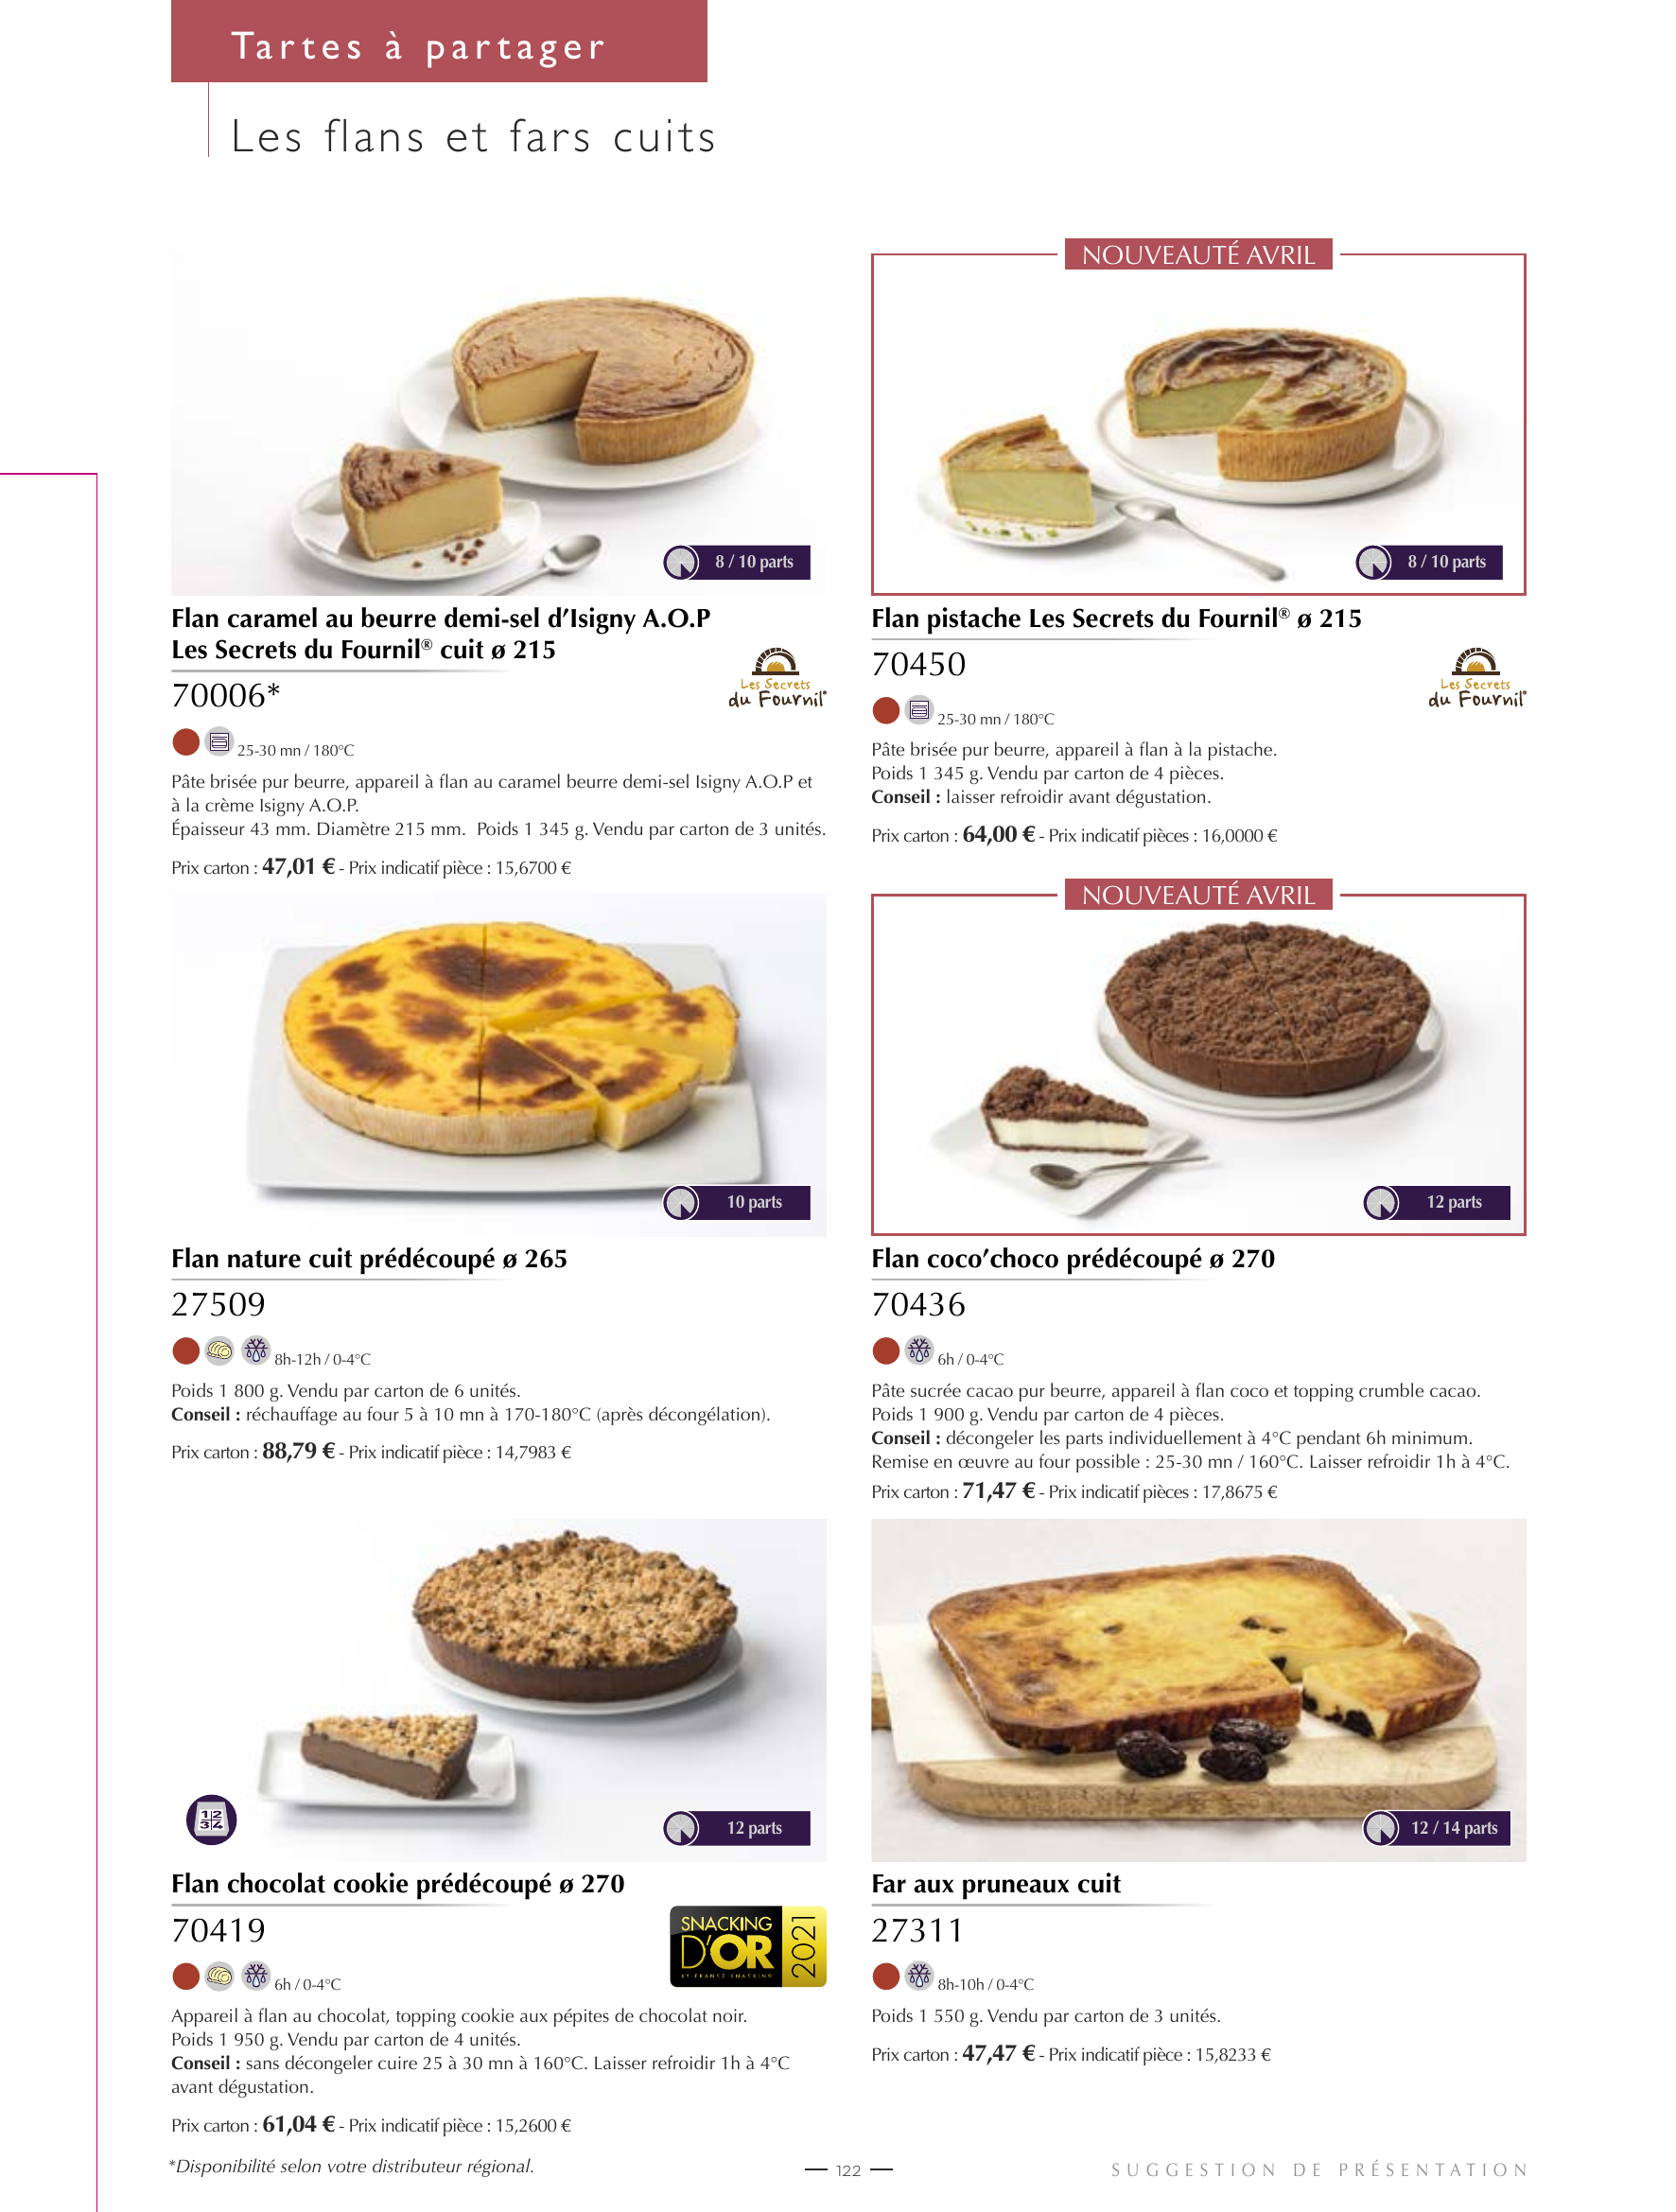 Tartes à partager
Les flans et fars cuits
8 / 10 parts
Flan caramel au beurre demi-sel d’Isigny A.O.P
Les Secrets du Fournil® cuit ø 215
70006*
Les Secrets
du Fournil®
25-30 mn / 180°C
Pâte brisée pur beurre, appareil à flan au caramel beurre demi-sel Isigny A.O.P et
à la crème Isigny A.O.P.
Épaisseur 43 mm. Diamètre 215 mm. Poids 1 345 g. Vendu par carton de 3 unités.
Prix carton : 47,01 € - Prix indicatif pièce : 15,6700 €
NOUVEAUTÉ AVRIL
8 / 10 parts
Flan pistache Les Secrets du Fournil® ø 215
70450
Les Secrets
du Fournil®
25-30 mn / 180°C
Pâte brisée pur beurre, appareil à flan à la pistache.
Poids 1 345 g. Vendu par carton de 4 pièces.
Conseil : laisser refroidir avant dégustation.
Prix carton : 64,00 € - Prix indicatif pièces : 16,0000 €
10 parts
Flan nature cuit prédécoupé ø 265
27509
8h-12h / 0-4°C
Poids 1 800 g. Vendu par carton de 6 unités.
Conseil : réchauffage au four 5 à 10 mn à 170-180°C (après décongélation).
Prix carton : 88,79 € - Prix indicatif pièce : 14,7983 €
NOUVEAUTÉ AVRIL
12 parts
Flan coco’choco prédécoupé ø 270
70436
6h / 0-4°C
Pâte sucrée cacao pur beurre, appareil à flan coco et topping crumble cacao.
Poids 1 900 g. Vendu par carton de 4 pièces.
Conseil : décongeler les parts individuellement à 4°C pendant 6h minimum.
Remise en œuvre au four possible : 25-30 mn / 160°C. Laisser refroidir 1h à 4°C.
Prix carton : 71,47 € - Prix indicatif pièces : 17,8675 €
1 2
3 4
12 parts
Flan chocolat cookie prédécoupé ø 270
70419
SNACKING
D'OR
BY FRANCE SNACKING
2021
6h / 0-4°C
Appareil à flan au chocolat, topping cookie aux pépites de chocolat noir.
Poids 1 950 g. Vendu par carton de 4 unités.
Conseil : sans décongeler cuire 25 à 30 mn à 160°C. Laisser refroidir 1h à 4°C
avant dégustation.
Prix carton : 61,04 € - Prix indicatif pièce : 15,2600 €
12 / 14 parts
Far aux pruneaux cuit
27311
8h-10h / 0-4°C
Poids 1 550 g. Vendu par carton de 3 unités.
Prix carton : 47,47 € - Prix indicatif pièce : 15,8233 €
*Disponibilité selon votre distributeur régional.
122
SUGGESTION DE PRÉSENTATION